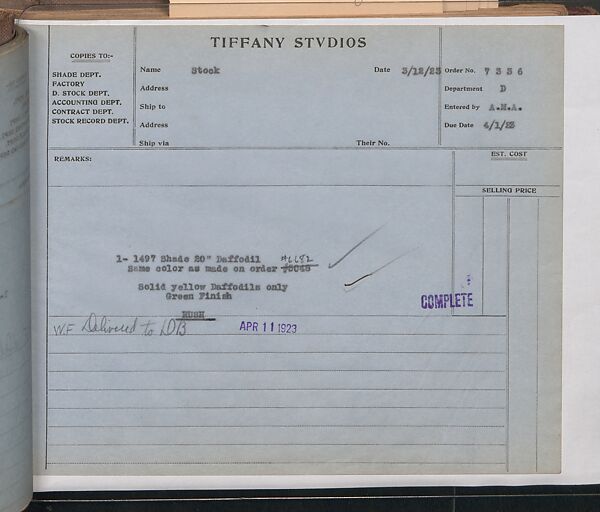 TIFFANY STVDIOS
COPIES TO:-
SHADE DEPT.
FACTORY
D. STOCK DEPT.
ACCOUNTING DEPT.
CONTRACT DEPT.
STOCK RECORD DEPT.
Name Stock Date 3/12/23
Address
Ship to
Address
Ship via Their No.
Order No. 7356
Department D
Entered by A.M.A.
Due Date 4/1/23
REMARKS:
EST. COST
SELLING PRICE
1- 1497 Shade 20" Daffodil #6682
Same color as made on order
Solid yellow Daffodils only
Green Finish
RUSH
COMPLETE
W.F Delivered to DB
APR 11 1923